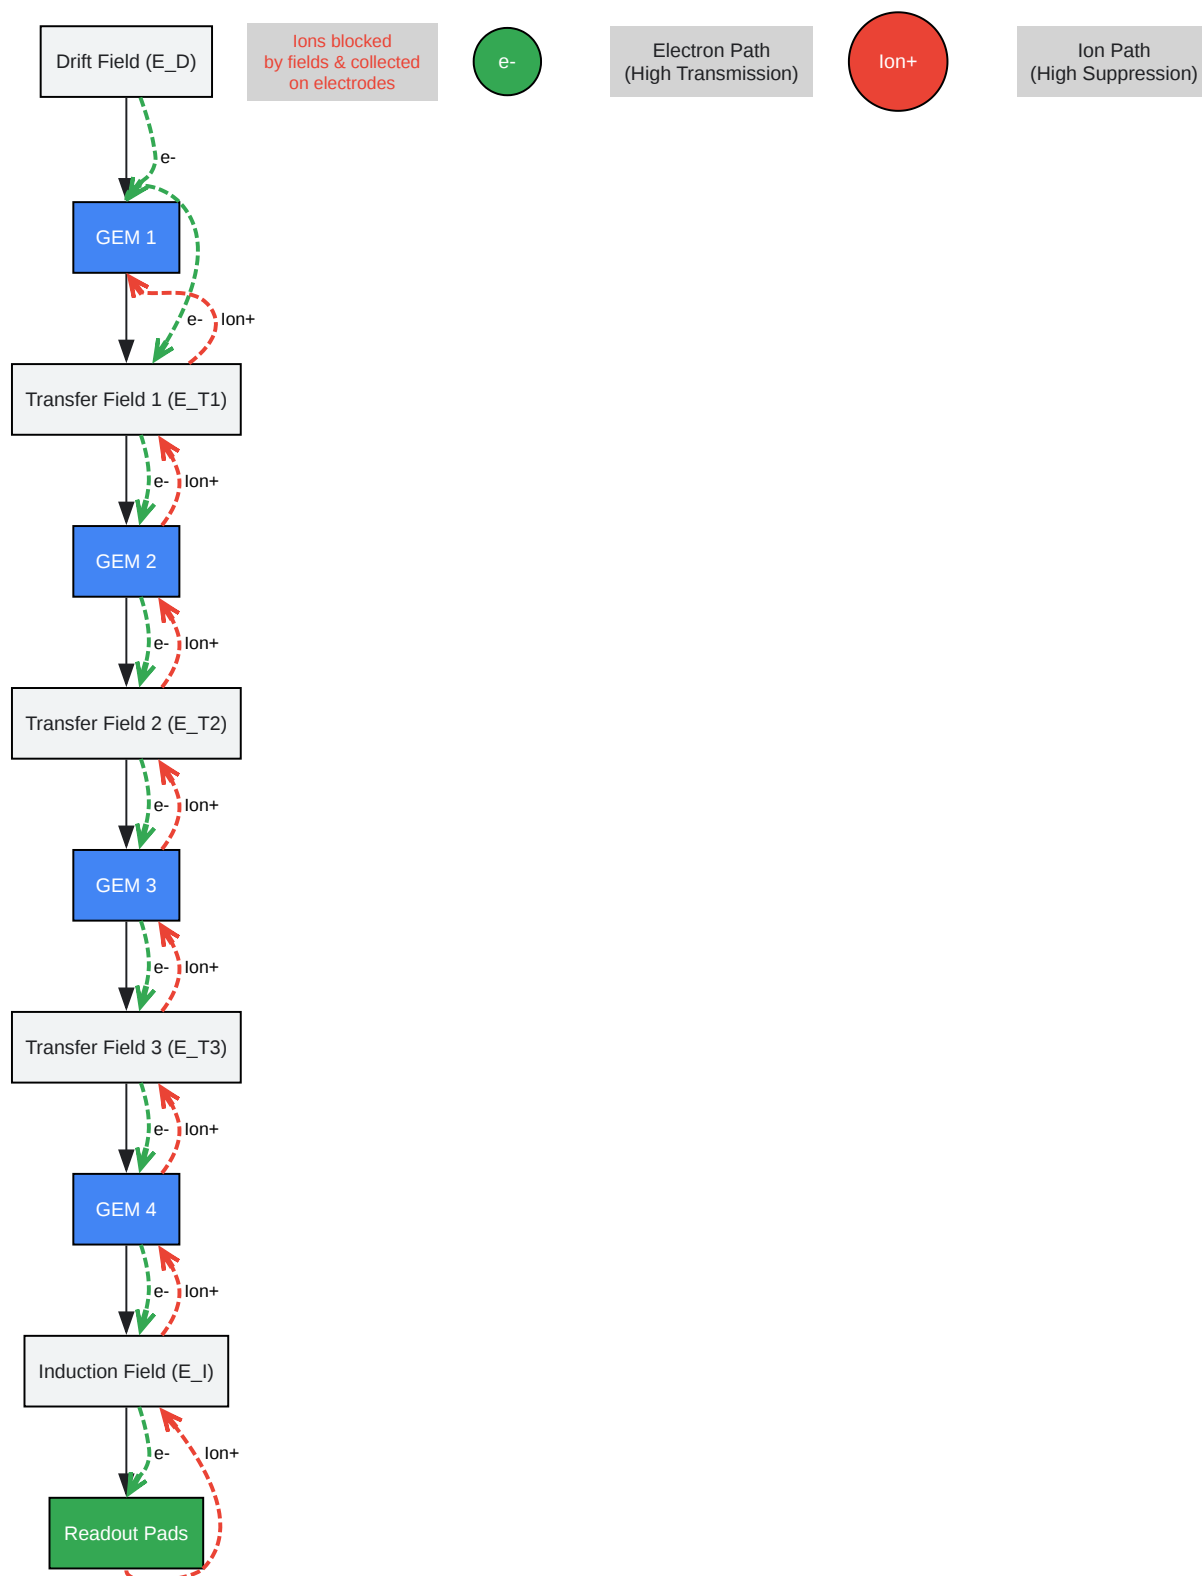 Drift Field (E_D)
Ions blocked
by fields & collected
on electrodes
e-
Electron Path
(High Transmission)
Ion+
Ion Path
(High Suppression)
e-
GEM 1
e-
Ion+
Transfer Field 1 (E_T1)
e-
Ion+
GEM 2
e-
Ion+
Transfer Field 2 (E_T2)
e-
Ion+
GEM 3
e-
Ion+
Transfer Field 3 (E_T3)
e-
Ion+
GEM 4
e-
Ion+
Induction Field (E_I)
e-
Ion+
Readout Pads